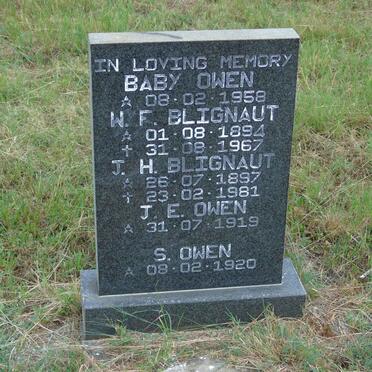 IN LOVING MEMORY
BABY OWEN
* 08·02·1958
W.F. BLIGNAUT
* 01·08·1894
† 31·08·1967
J.H. BLIGNAUT
* 26·07·1897
† 23·02·1981
J.E. OWEN
* 31·07·1919
S. OWEN
* 08·02·1920